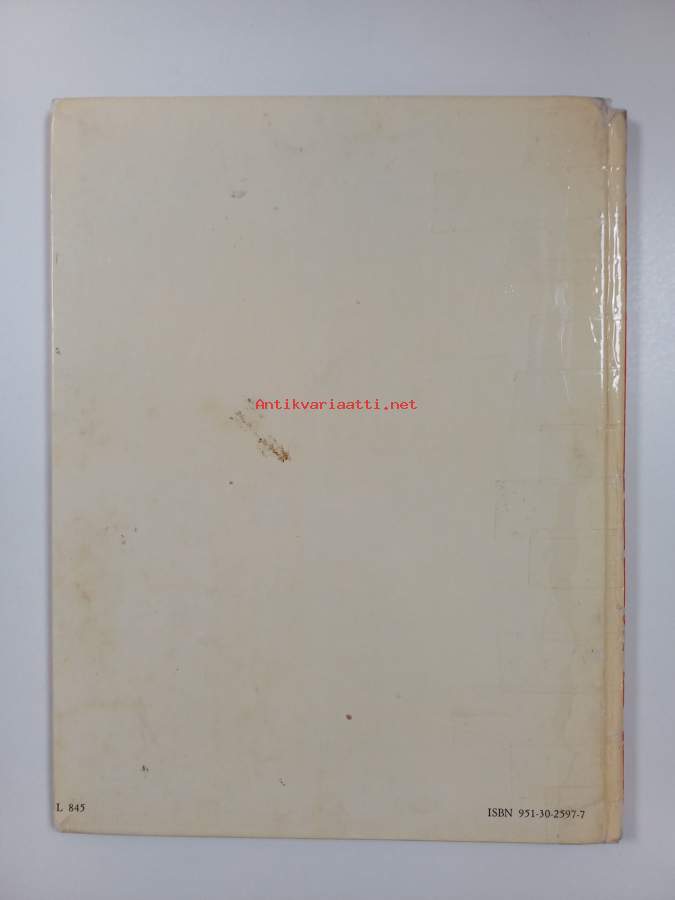 Antikvariaatti.net
L 845
ISBN 951-30-2597-7